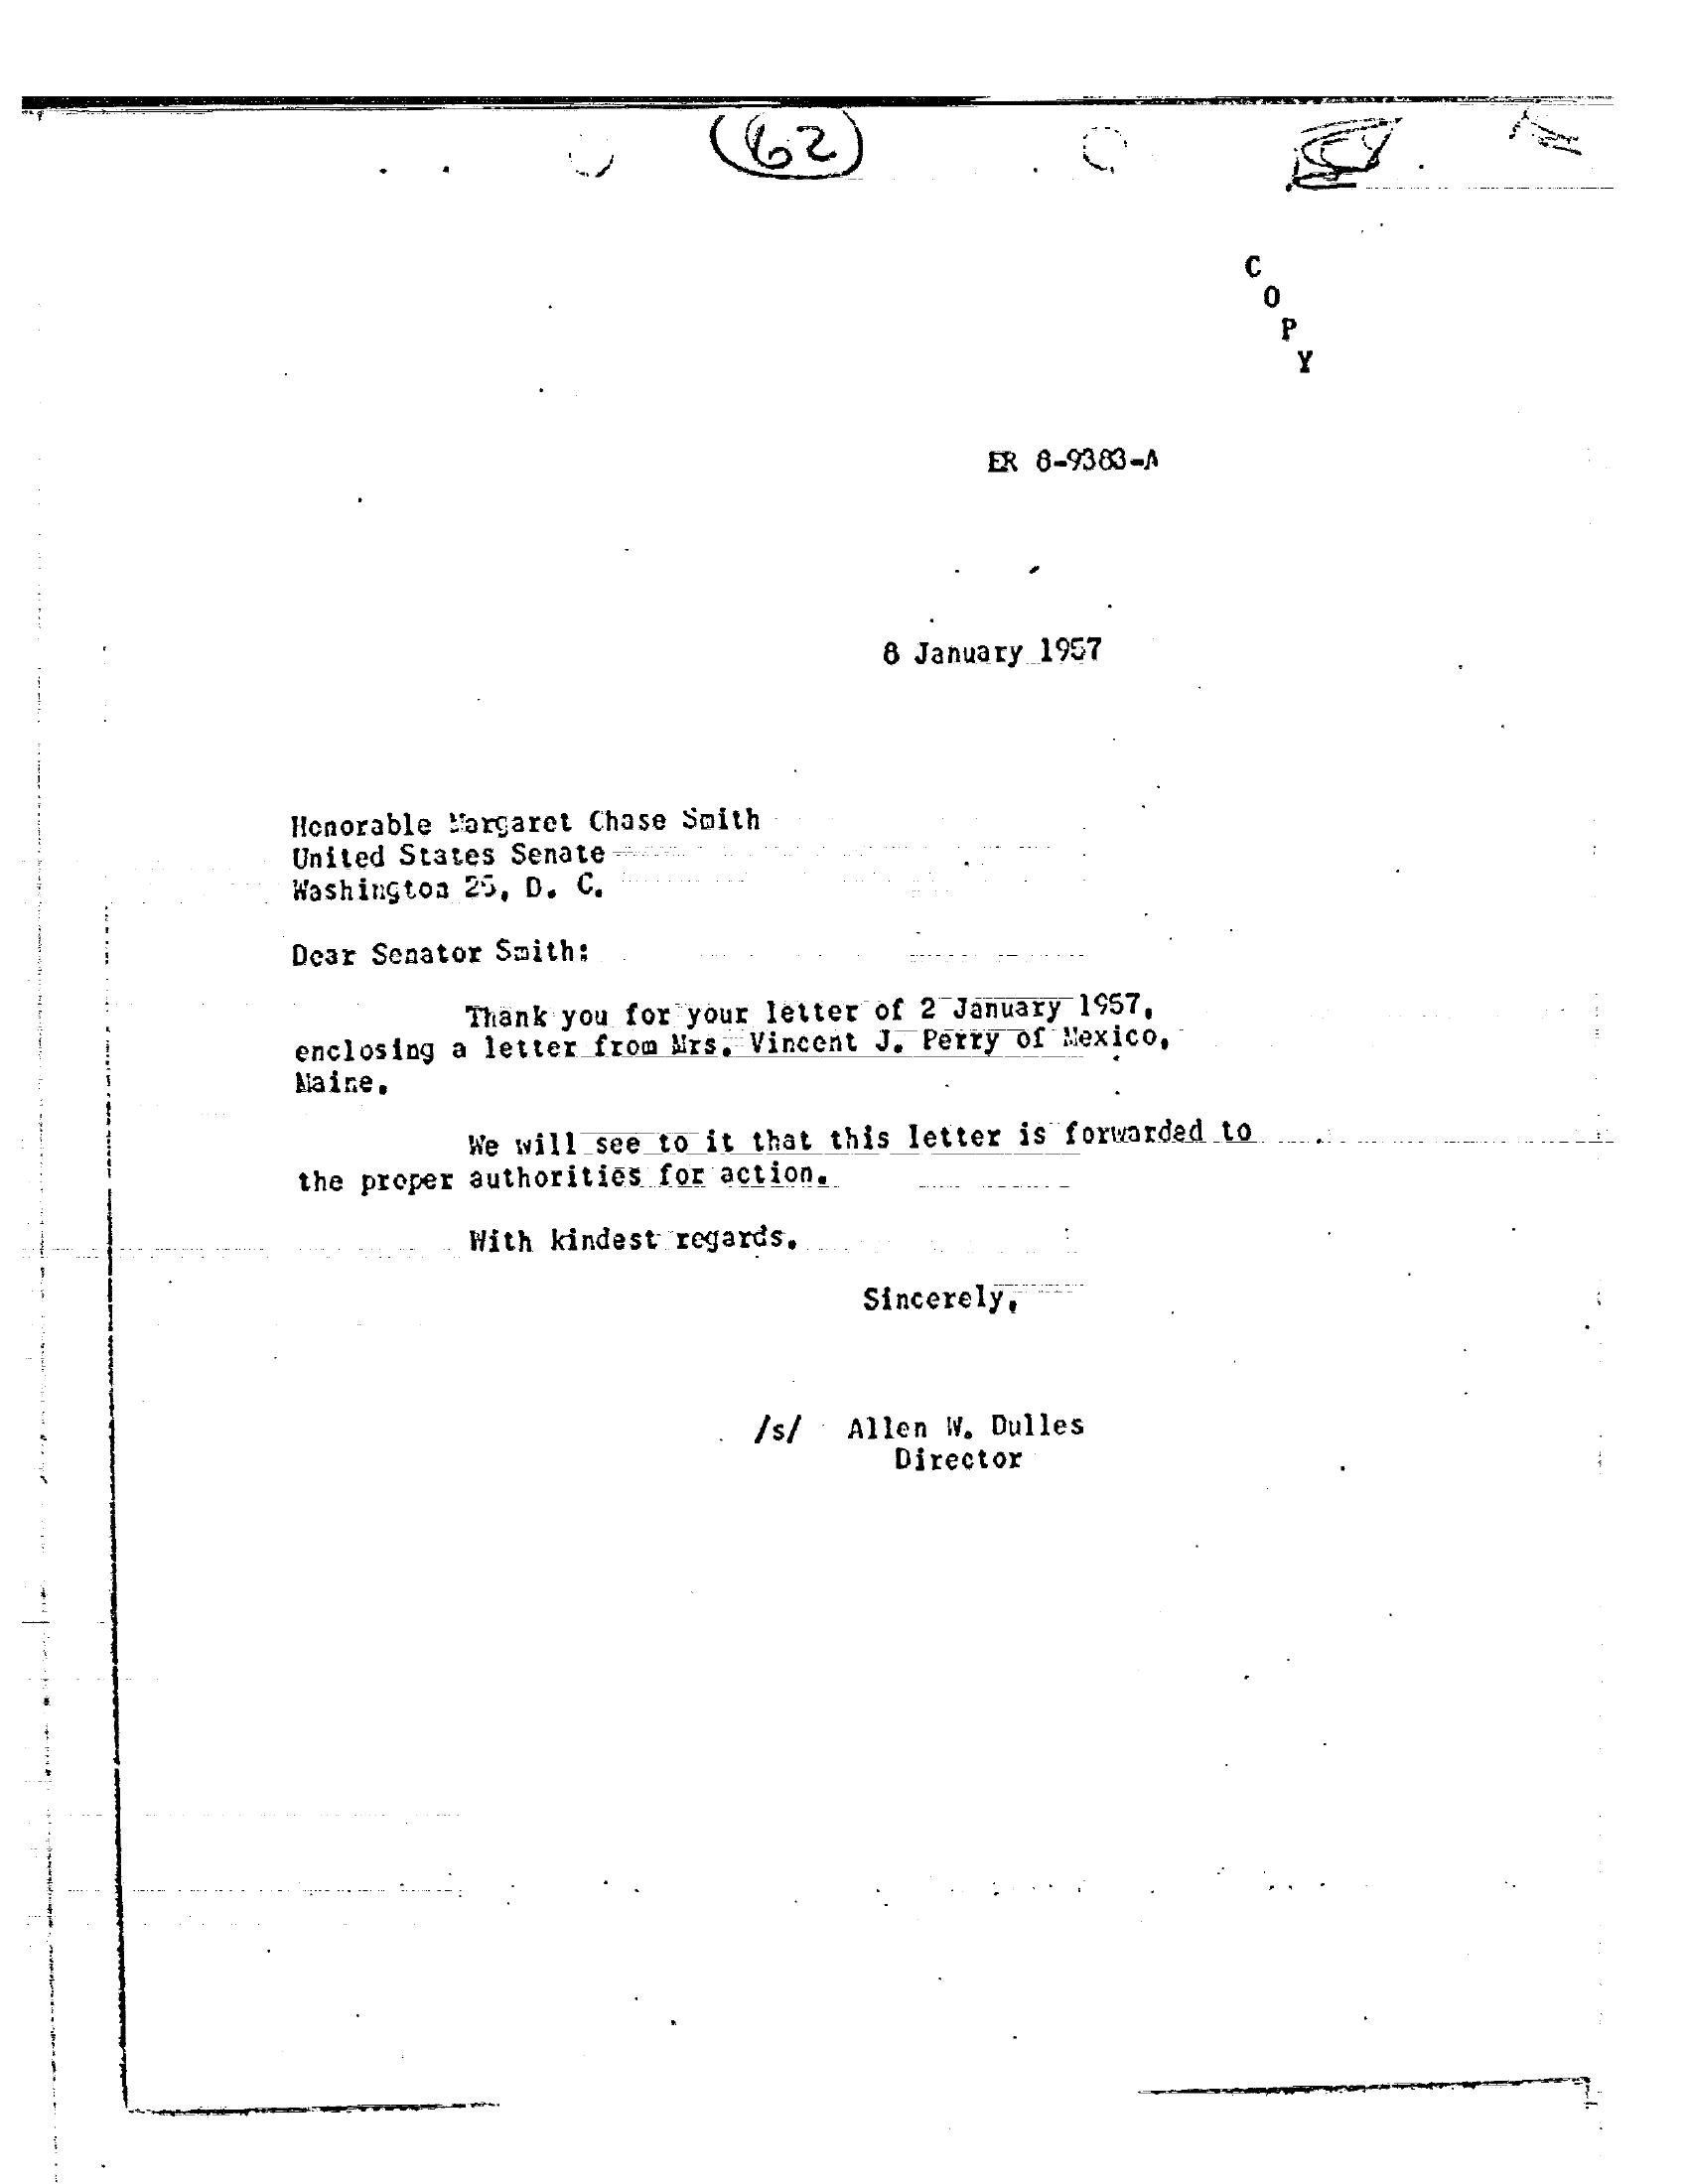 62
C
O
P
Y
ER 8-9383-A
8 January 1957
Honorable Margaret Chase Smith
United States Senate
Washington 25, D. C.
Dear Senator Smith:
Thank you for your letter of 2 January 1957,
enclosing a letter from Mrs. Vincent J. Perry of Mexico,
Maine.
We will see to it that this letter is forwarded to
the proper authorities for action.
With kindest regards,
Sincerely,
/s/ Allen W. Dulles
Director